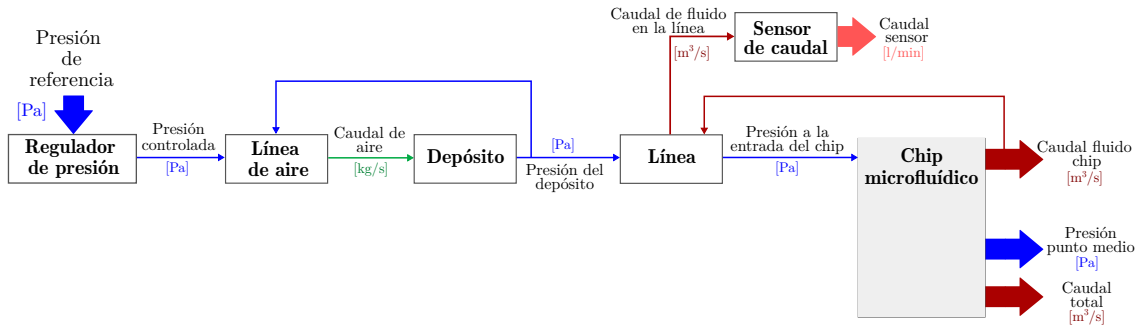 Presión
de
referencia
[Pa]
Regulador
de presión
Presión
controlada
[Pa]
Línea
de aire
Caudal de
aire
[kg/s]
Depósito
[Pa]
Presión del
depósito
Línea
Caudal de fluido
en la línea
[m³/s]
Sensor
de caudal
Caudal
sensor
[l/min]
Presión a la
entrada del chip
[Pa]
Chip
microfluídico
Caudal fluido
chip
[m³/s]
Presión
punto medio
[Pa]
Caudal
total
[m³/s]